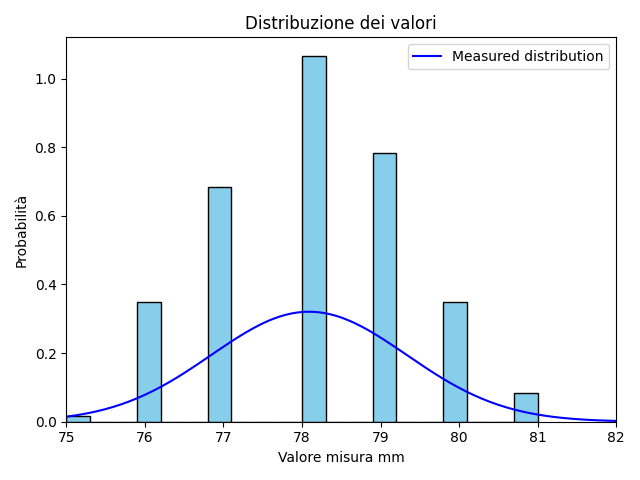 Distribuzione dei valori
Measured distribution
Probabilità
1.0
0.8
0.6
0.4
0.2
0.0
75 76 77 78 79 80 81 82
Valore misura mm